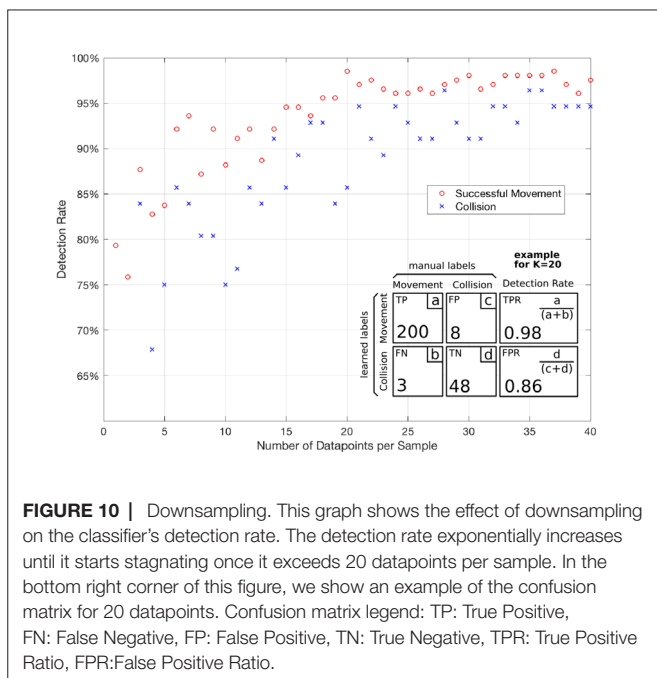 100%
95%
90%
85%
80%
75%
70%
65%
Detection Rate
0 5 10 15 20 25 30 35 40
Number of Datapoints per Sample
Successful Movement
Collision
manual labels
example
for K=20
Movement Collision Detection Rate
learned labels
Movement
Collision
TP a
200
FP c
8
TPR a
(a+b)
0.98
FN b
3
TN d
48
FPR d
(c+d)
0.86
FIGURE 10 | Downsampling. This graph shows the effect of downsampling
on the classifier's detection rate. The detection rate exponentially increases
until it starts stagnating once it exceeds 20 datapoints per sample. In the
bottom right corner of this figure, we show an example of the confusion
matrix for 20 datapoints. Confusion matrix legend: TP: True Positive,
FN: False Negative, FP: False Positive, TN: True Negative, TPR: True Positive
Ratio, FPR:False Positive Ratio.